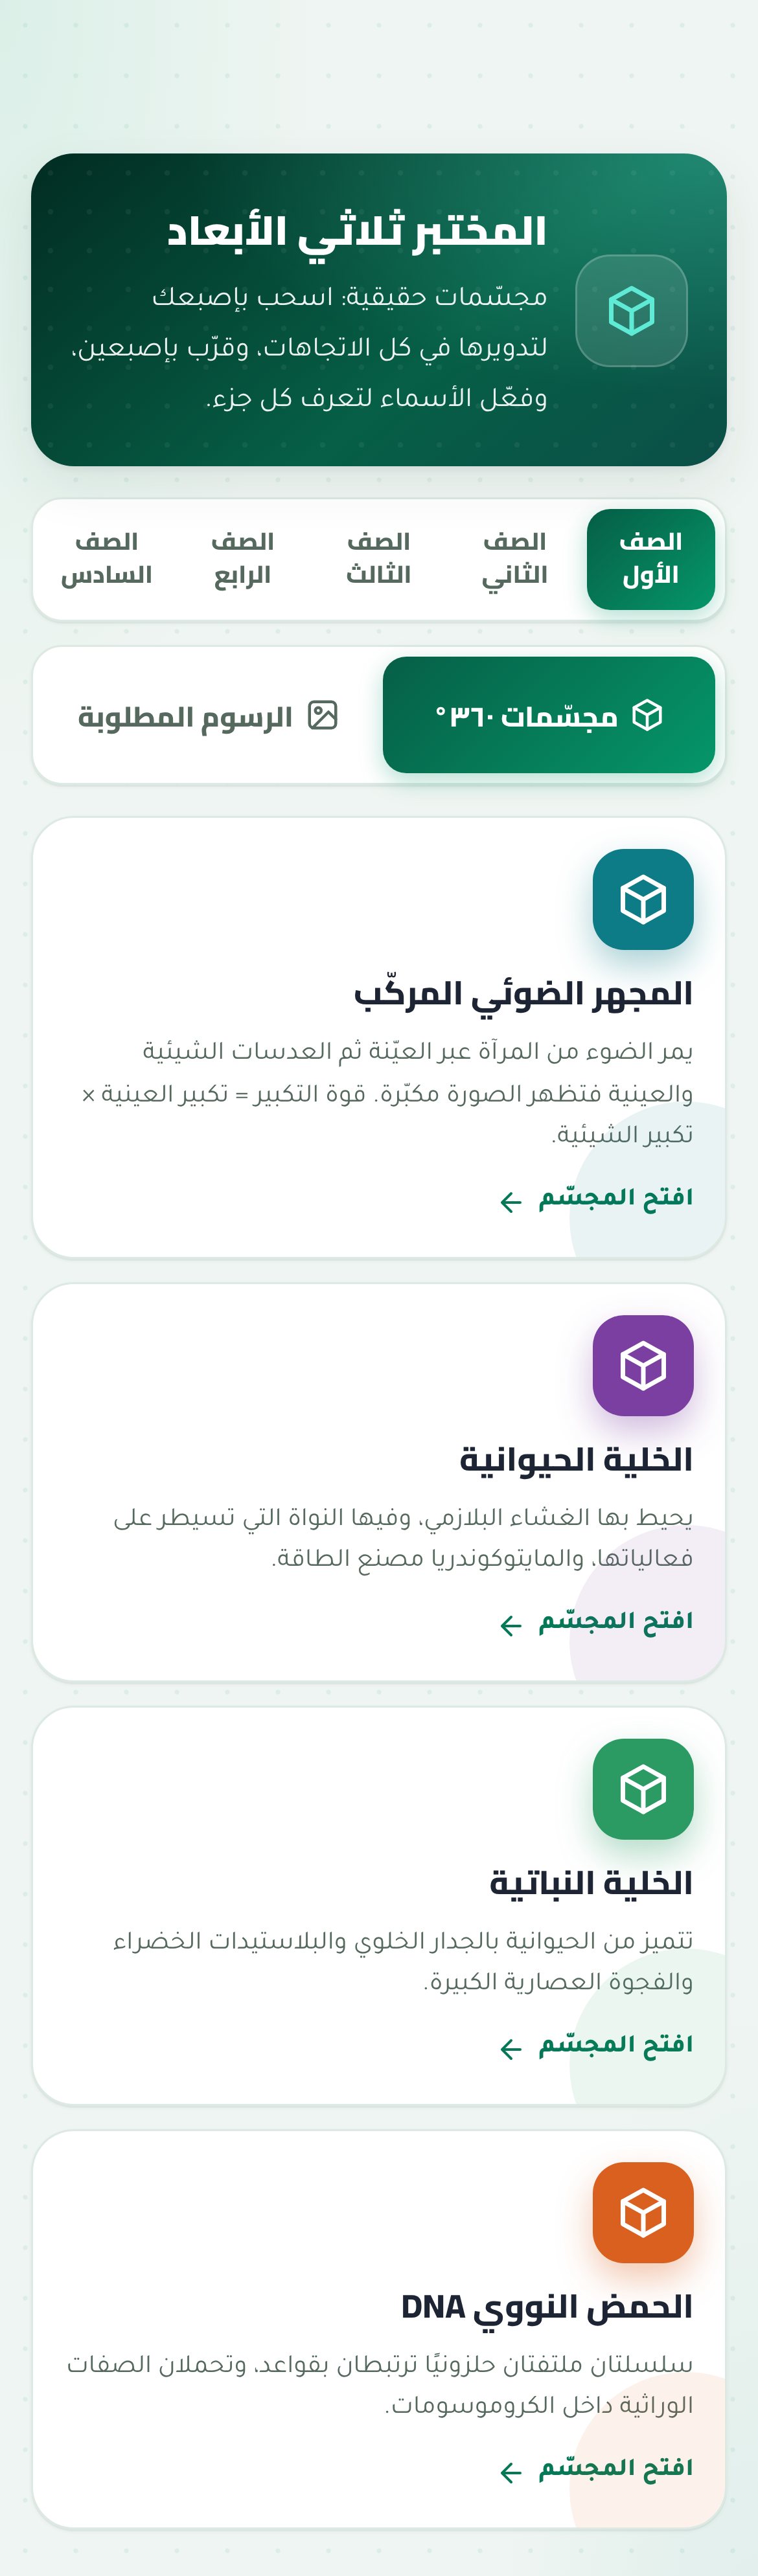 المختبر ثلاثي الأبعاد
مجسّمات حقيقية: اسحب بإصبعك
لتدويرها في كل الاتجاهات، وقرّب بإصبعين،
وفعّل الأسماء لتعرف كل جزء.
الصف الأول
الصف الثاني
الصف الثالث
الصف الرابع
الصف السادس
مجسّمات ٣٦٠°
الرسوم المطلوبة
المجهر الضوئي المركّب
يمر الضوء من المرآة عبر العيّنة ثم العدسات الشيئية
والعينية فتظهر الصورة مكبّرة. قوة التكبير = تكبير العينية ×
تكبير الشيئية.
افتح المجسّم ←
الخلية الحيوانية
يحيط بها الغشاء البلازمي، وفيها النواة التي تسيطر على
فعالياتها، والمايتوكوندريا مصنع الطاقة.
افتح المجسّم ←
الخلية النباتية
تتميز من الحيوانية بالجدار الخلوي والبلاستيدات الخضراء
والفجوة العصارية الكبيرة.
افتح المجسّم ←
الحمض النووي DNA
سلسلتان ملتفتان حلزونيًا ترتبطان بقواعد، وتحملان الصفات
الوراثية داخل الكروموسومات.
افتح المجسّم ←